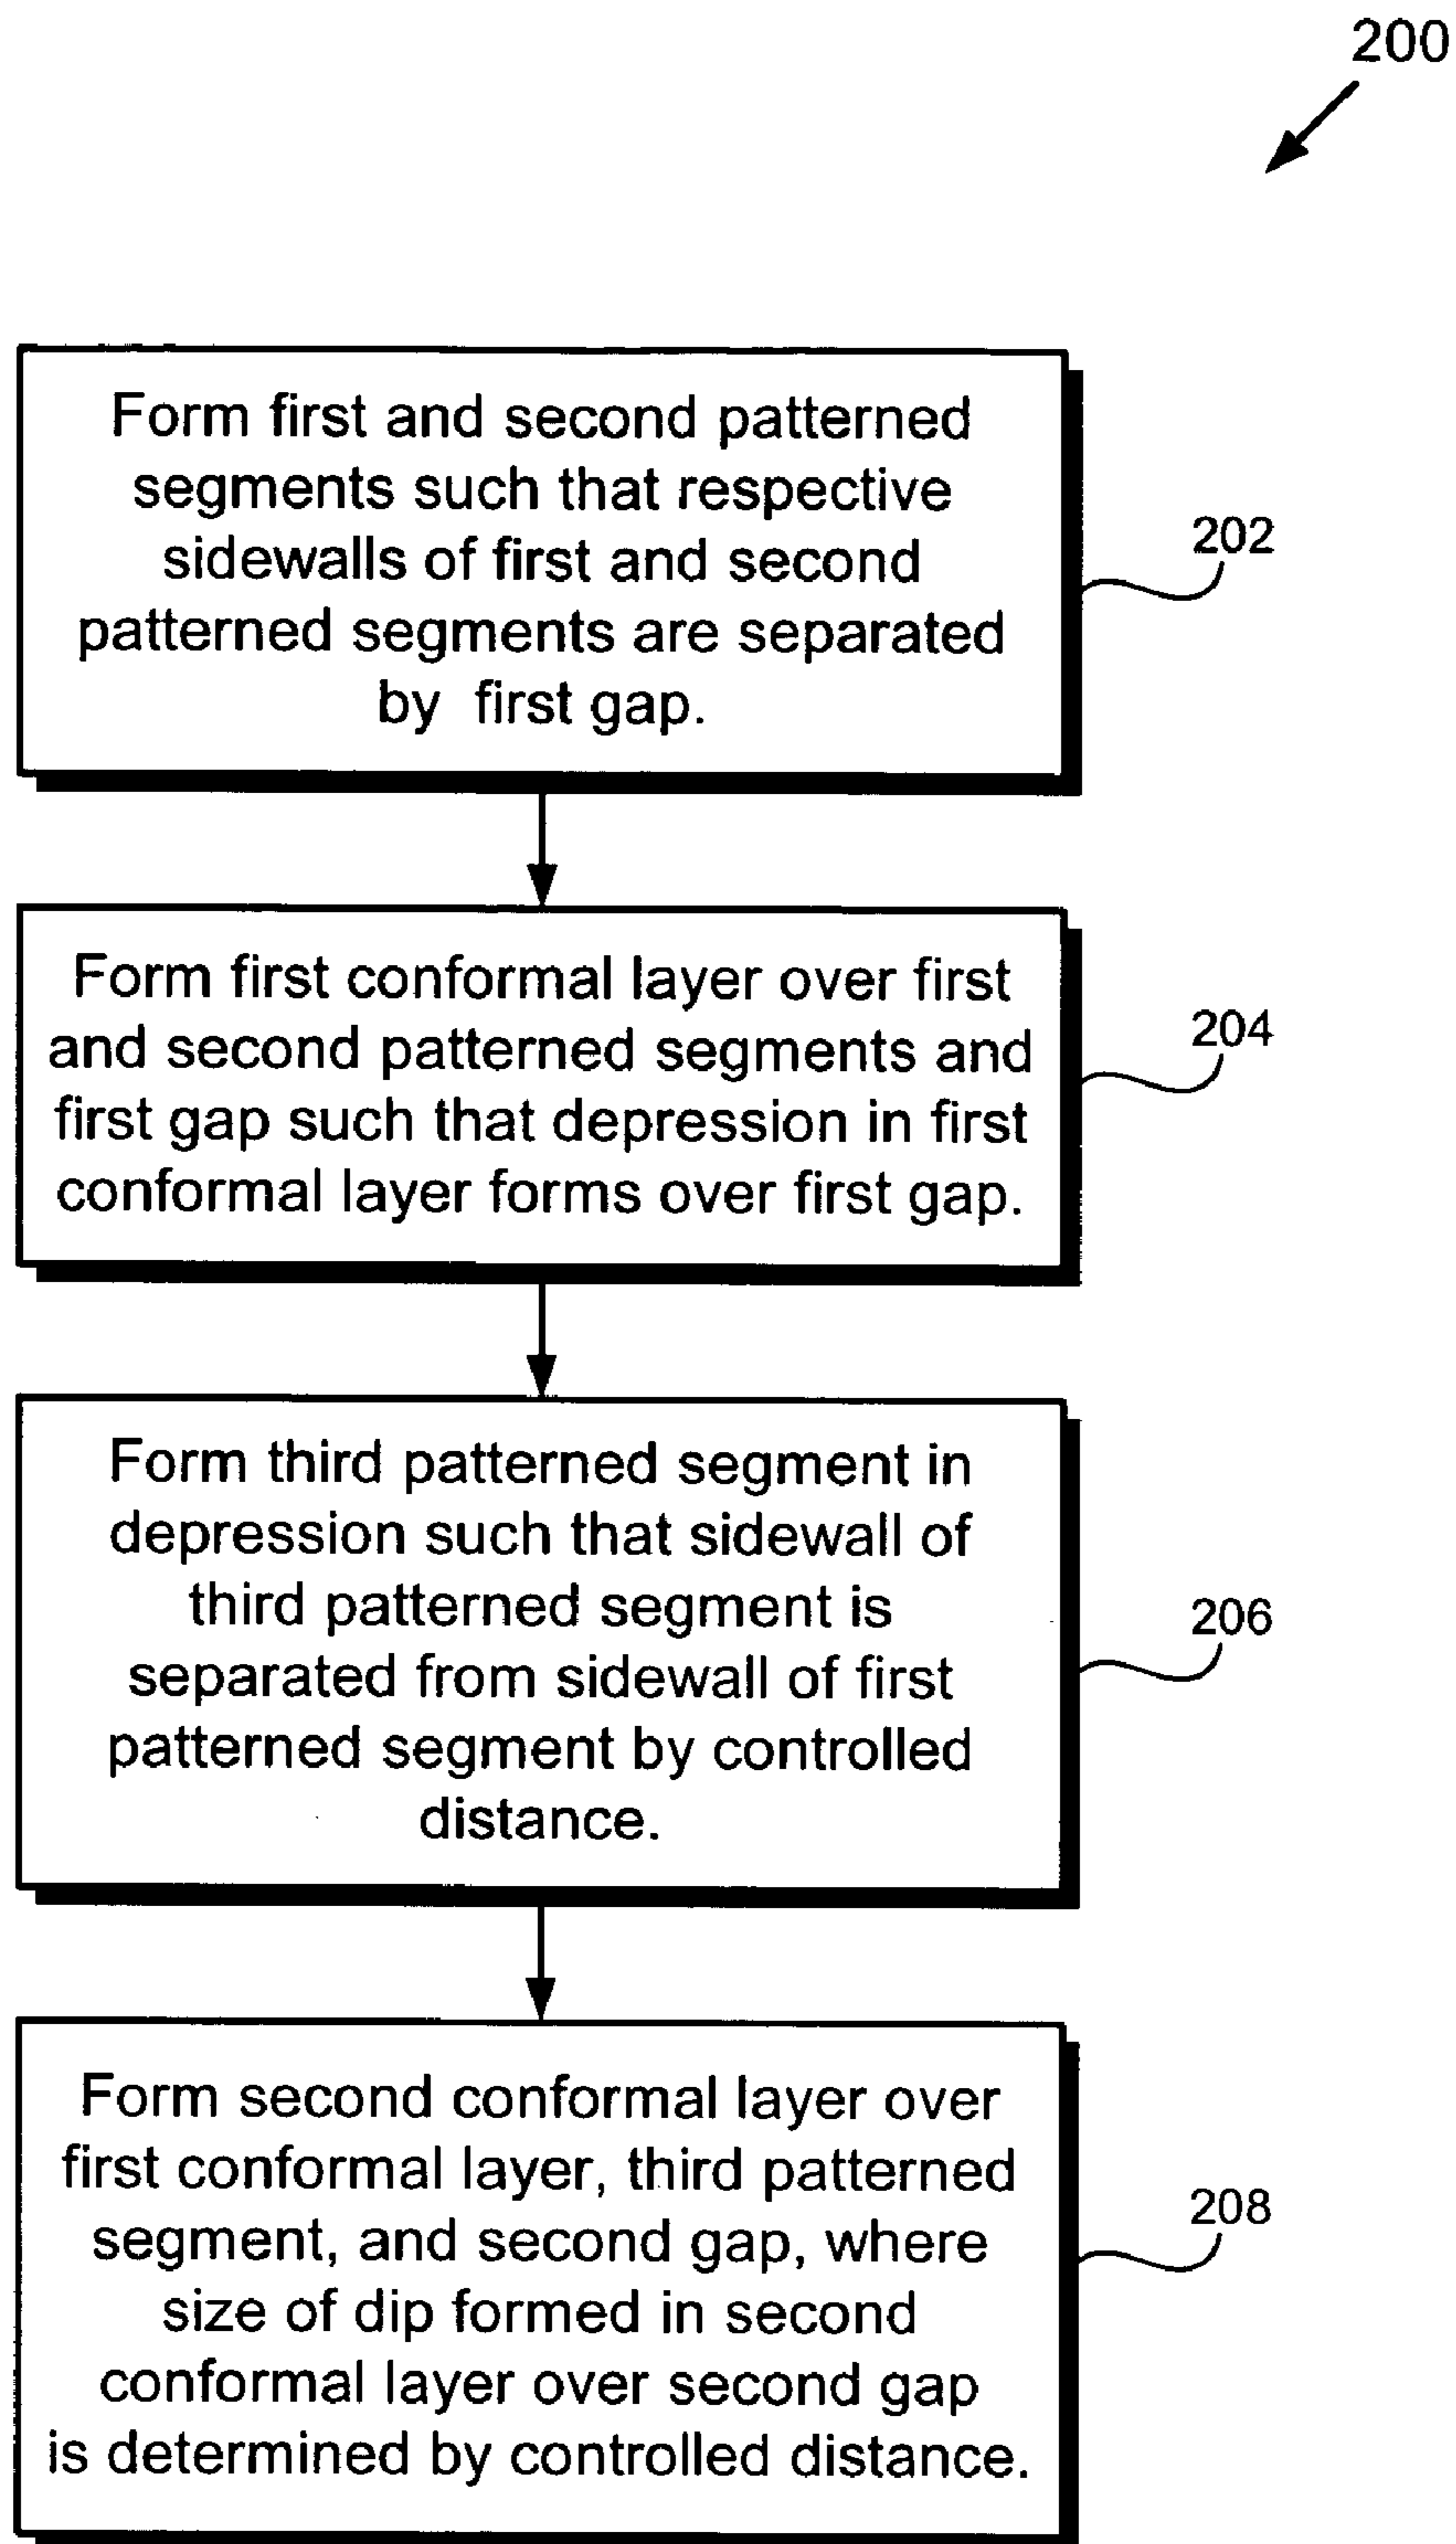 200
Form first and second patterned
segments such that respective
sidewalls of first and second
patterned segments are separated
by first gap.
202
Form first conformal layer over first
and second patterned segments and
first gap such that depression in first
conformal layer forms over first gap.
204
Form third patterned segment in
depression such that sidewall of
third patterned segment is
separated from sidewall of first
patterned segment by controlled
distance.
206
Form second conformal layer over
first conformal layer, third patterned
segment, and second gap, where
size of dip formed in second
conformal layer over second gap
is determined by controlled distance.
208